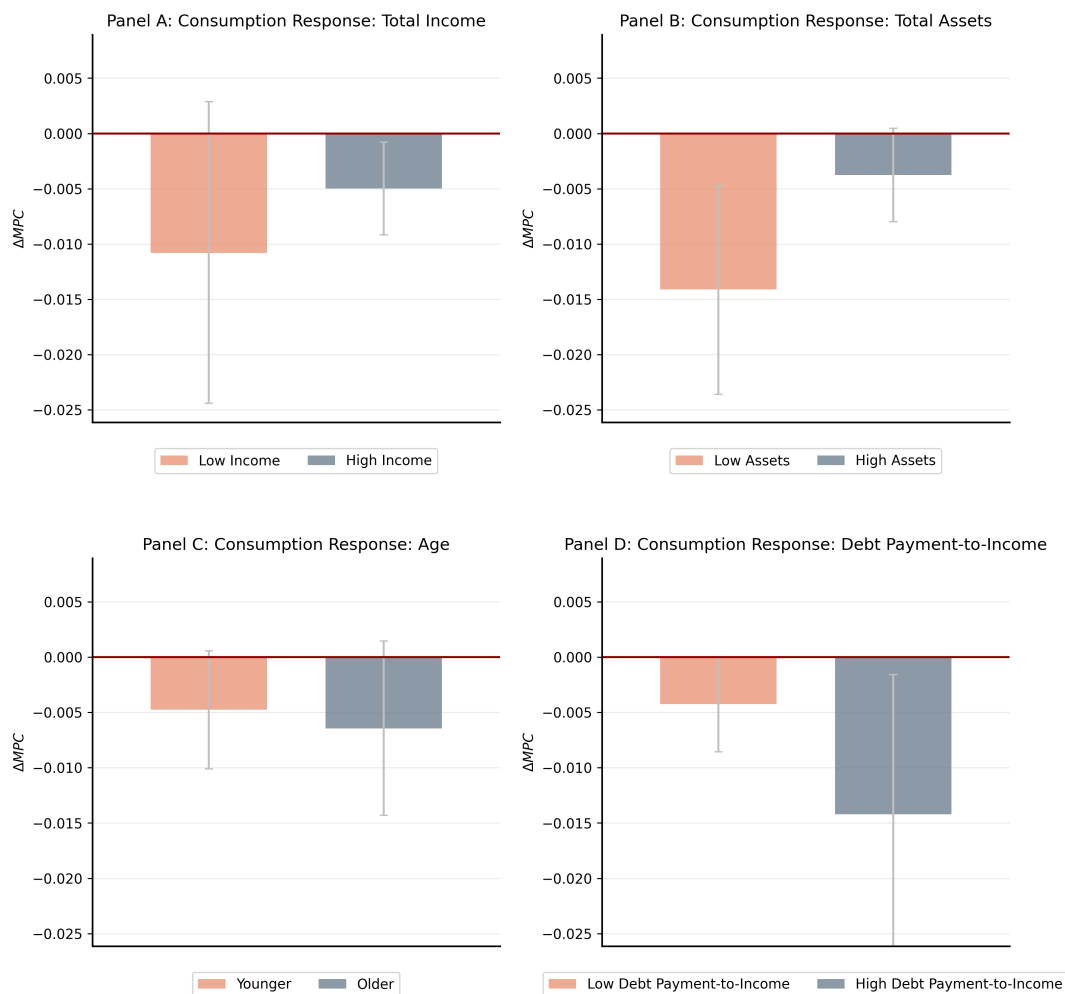 Panel A: Consumption Response: Total Income
0.005
0.000
−0.005
−0.010
−0.015
−0.020
−0.025
ΔMPC
Low Income High Income
Panel B: Consumption Response: Total Assets
0.005
0.000
−0.005
−0.010
−0.015
−0.020
−0.025
ΔMPC
Low Assets High Assets
Panel C: Consumption Response: Age
0.005
0.000
−0.005
−0.010
−0.015
−0.020
−0.025
ΔMPC
Younger Older
Panel D: Consumption Response: Debt Payment-to-Income
0.005
0.000
−0.005
−0.010
−0.015
−0.020
−0.025
ΔMPC
Low Debt Payment-to-Income High Debt Payment-to-Income